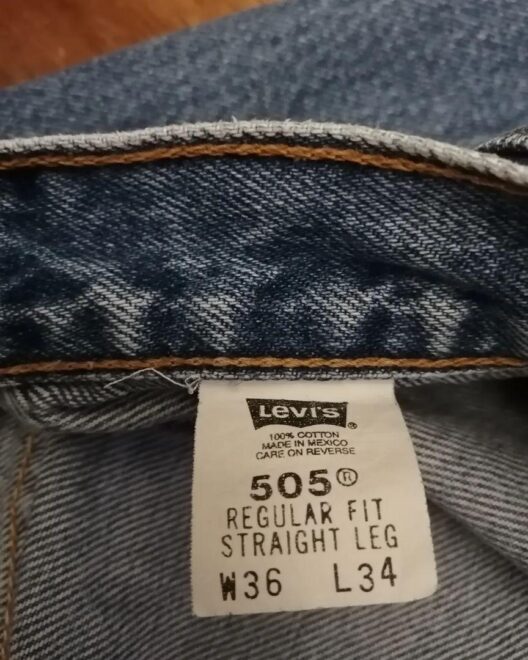 Levi's®
100% COTTON
MADE IN MEXICO
CARE ON REVERSE
505®
REGULAR FIT
STRAIGHT LEG
W36 L34